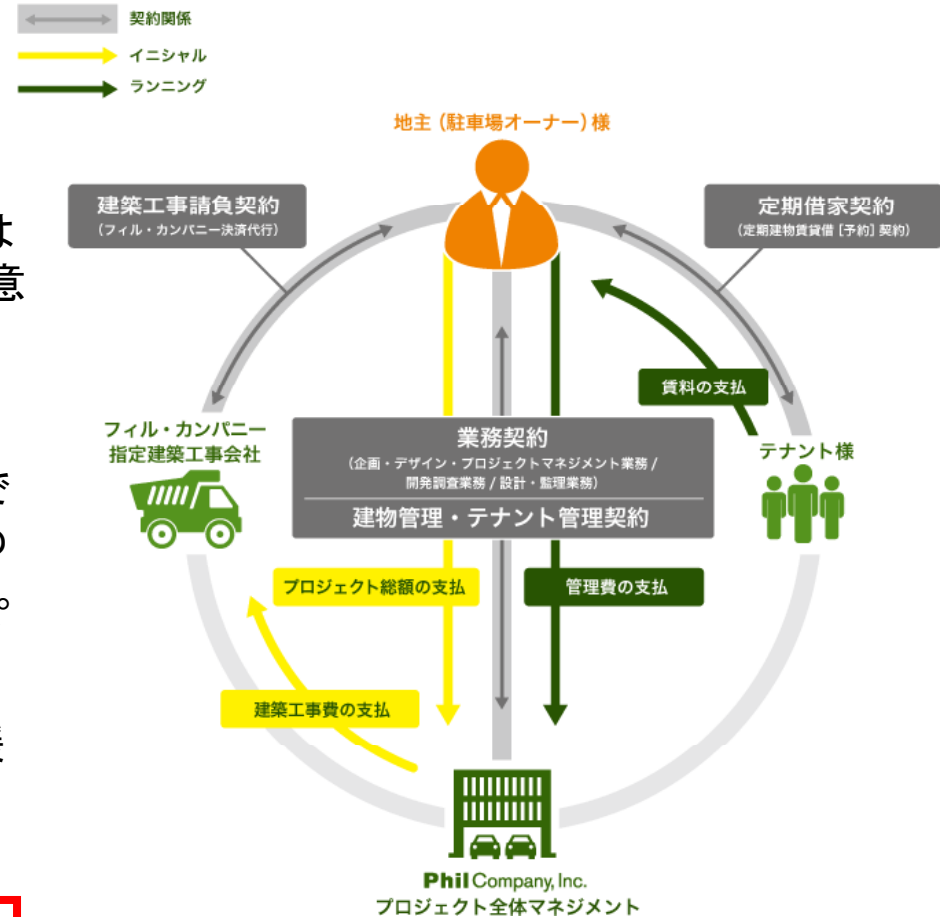 契約関係
イニシャル
ランニング
地主（駐車場オーナー）様
建築工事請負契約
（フィル・カンパニー決済代行）
定期借家契約
（定期建物賃貸借［予約］契約）
は
意
賃料の支払
フィル・カンパニー
指定建築工事会社
業務契約
（企画・デザイン・プロジェクトマネジメント業務 /
開発調査業務 / 設計・監理業務）
建物管理・テナント管理契約
テナント様
で
の
。
プロジェクト総額の支払
管理費の支払
建築工事費の支払
Phil Company, Inc.
プロジェクト全体マネジメント